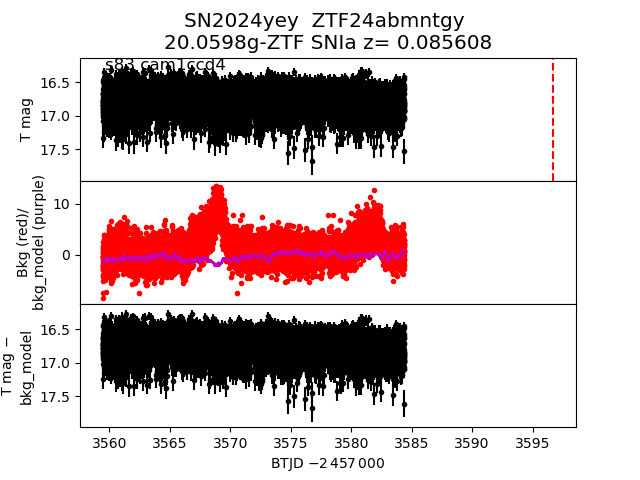 SN2024yey  ZTF24abmntgy
20.0598g-ZTF SNIa z= 0.085608
s83 cam1ccd4
16.5
17.0
17.5
T mag
10
0
Bkg (red)/
bkg_model (purple)
16.5
17.0
17.5
T mag −
bkg_model
3560 3565 3570 3575 3580 3585 3590 3595
BTJD −2 457 000